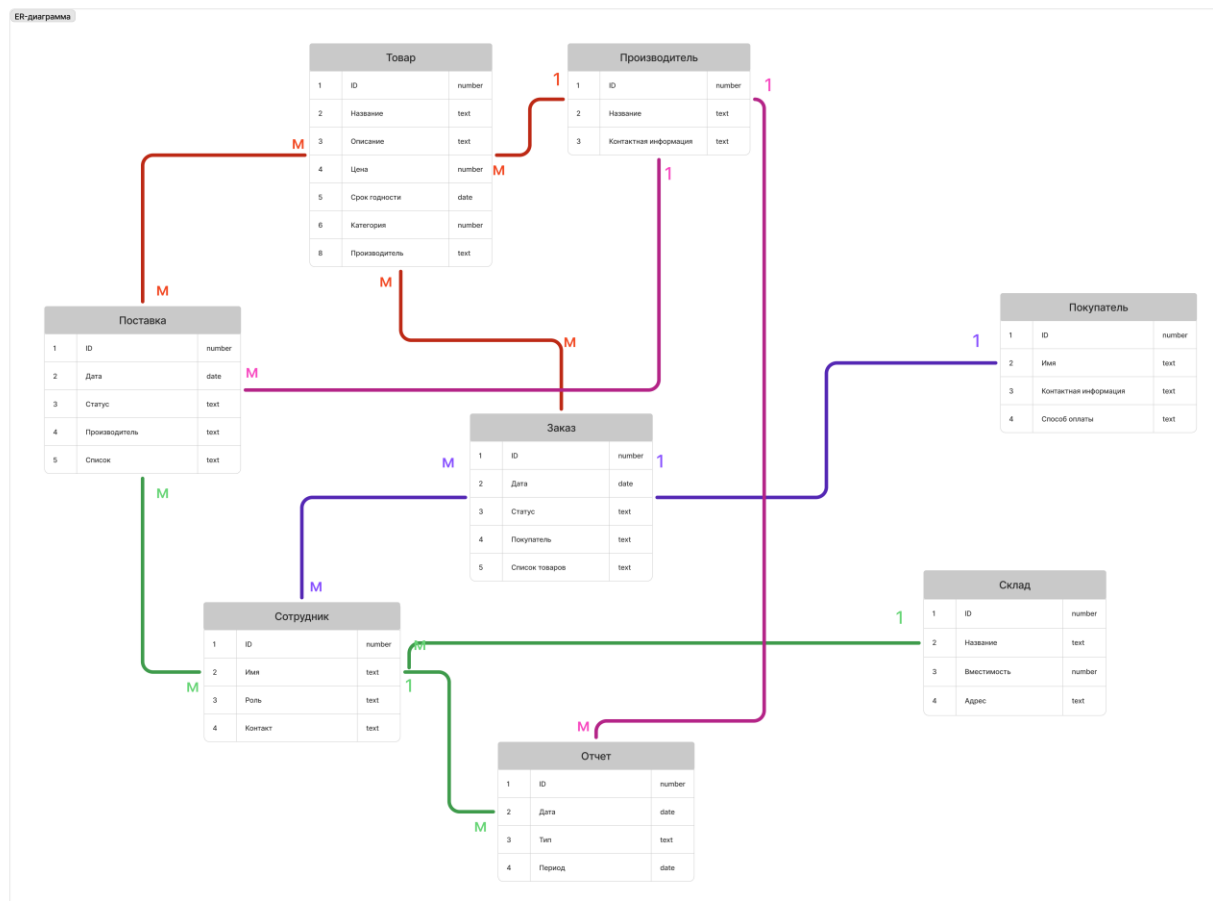 ER-диаграмма
Товар
1 ID number
2 Название text
3 Описание text
4 Цена number
5 Срок годности date
6 Категория number
8 Производитель text
Производитель
1 ID number
2 Название text
3 Контактная информация text
1
1
1
М
М
М
М
М
Поставка
1 ID number
2 Дата date
3 Статус text
4 Производитель text
5 Список text
М
Покупатель
1 ID number
2 Имя text
3 Контактная информация text
4 Способ оплаты text
1
Заказ
1 ID number
2 Дата date
3 Статус text
4 Покупатель text
5 Список товаров text
М
1
М
М
М
Сотрудник
1 ID number
2 Имя text
3 Роль text
4 Контакт text
М
1
Склад
1 ID number
2 Название text
3 Вместимость number
4 Адрес text
1
Отчет
1 ID number
2 Дата date
3 Тип text
4 Период date
М
М